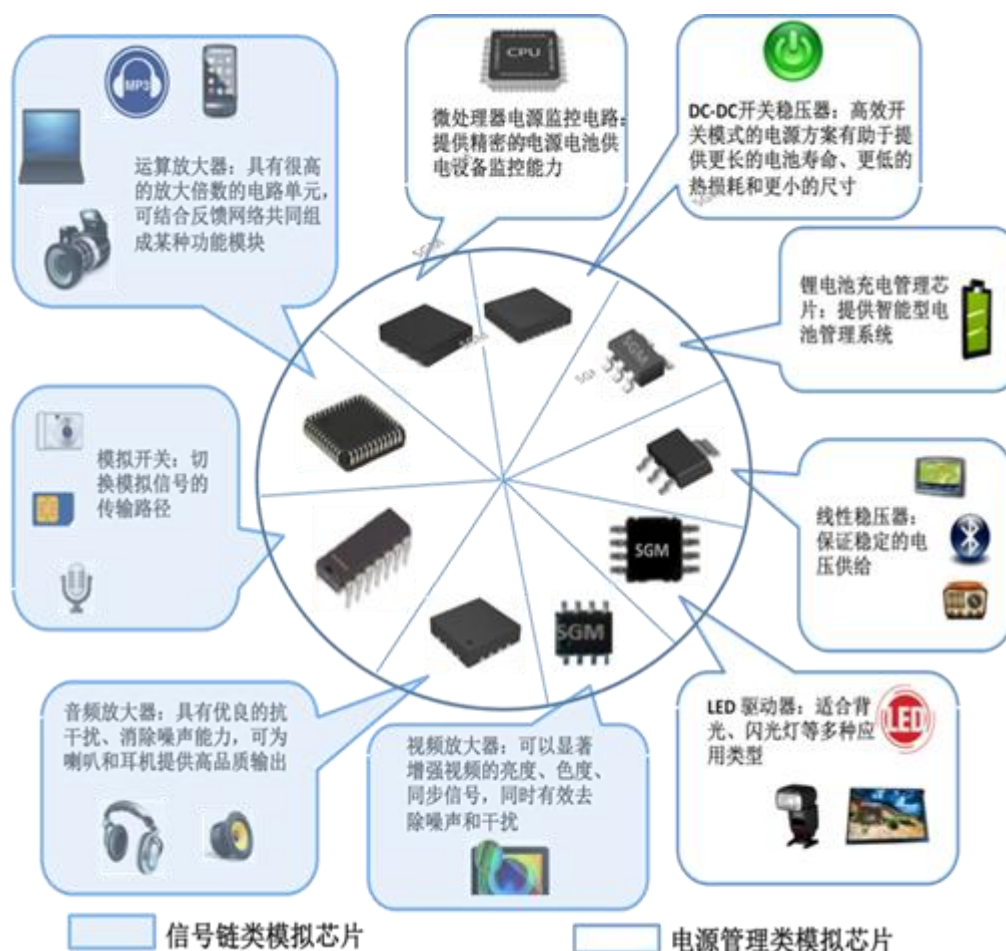 MP3
运算放大器：具有很高
的放大倍数的电路单元，
可结合反馈网络共同组
成某种功能模块
CPU
微处理器电源监控电路：
提供精密的电源电池供
电设备监控能力
DC-DC开关稳压器：高效开
关模式的电源方案有助于提
供更长的电池寿命、更低的
热损耗和更小的尺寸
SGM
锂电池充电管理芯
片：提供智能型电
池管理系统
SGM
SGM
SGM
模拟开关：切
换模拟信号的
传输路径
线性稳压器：
保证稳定的电
压供给
SGM
SGM
音频放大器：具有优良的抗
干扰、消除噪声能力，可为
喇叭和耳机提供高品质输出
视频放大器：可以显著
增强视频的亮度、色度、
同步信号，同时有效去
除噪声和干扰
LED 驱动器：适合背
光、闪光灯等多种应
用类型
LED
信号链类模拟芯片
电源管理类模拟芯片